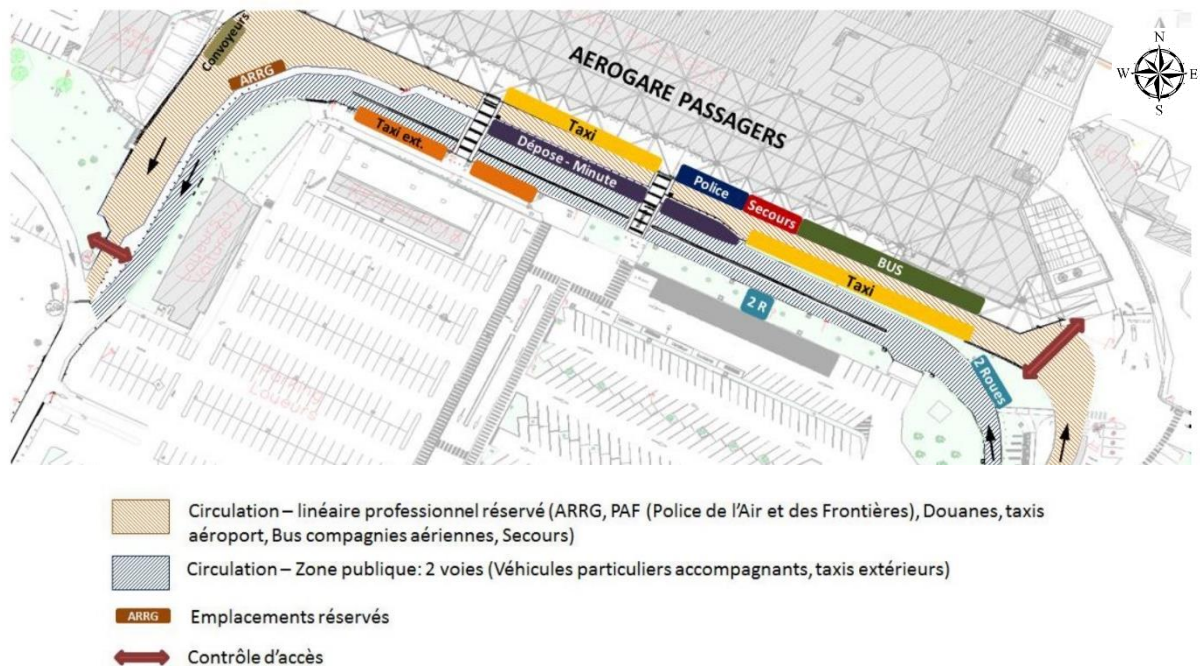 N
W E
S
Convoyeurs
ARRG
AEROGARE PASSAGERS
Taxi ext.
Taxi
Dépose - Minute
Police
Secours
BUS
Taxi
2 R
2 Roues
Circulation – linéaire professionnel réservé (ARRG, PAF (Police de l'Air et des Frontières), Douanes, taxis
aéroport, Bus compagnies aériennes, Secours)
Circulation – Zone publique: 2 voies (Véhicules particuliers accompagnants, taxis extérieurs)
ARRG Emplacements réservés
Contrôle d'accès